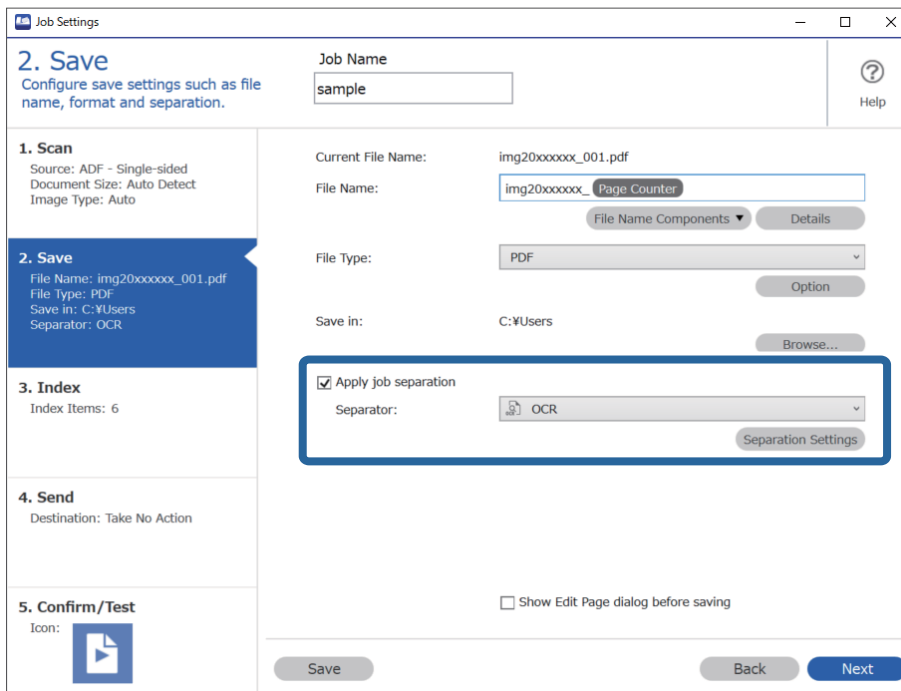 Job Settings
2. Save
Configure save settings such as file
name, format and separation.
Job Name
sample
Help
1. Scan
Source: ADF - Single-sided
Document Size: Auto Detect
Image Type: Auto
2. Save
File Name: img20xxxxxx_001.pdf
File Type: PDF
Save in: C:¥Users
Separator: OCR
3. Index
Index Items: 6
4. Send
Destination: Take No Action
5. Confirm/Test
Icon:
Current File Name: img20xxxxxx_001.pdf
File Name: img20xxxxxx_ Page Counter
File Name Components ▼ Details
File Type: PDF
Option
Save in: C:¥Users
Browse...
Apply job separation
Separator: OCR
Separation Settings
Show Edit Page dialog before saving
Save Back Next